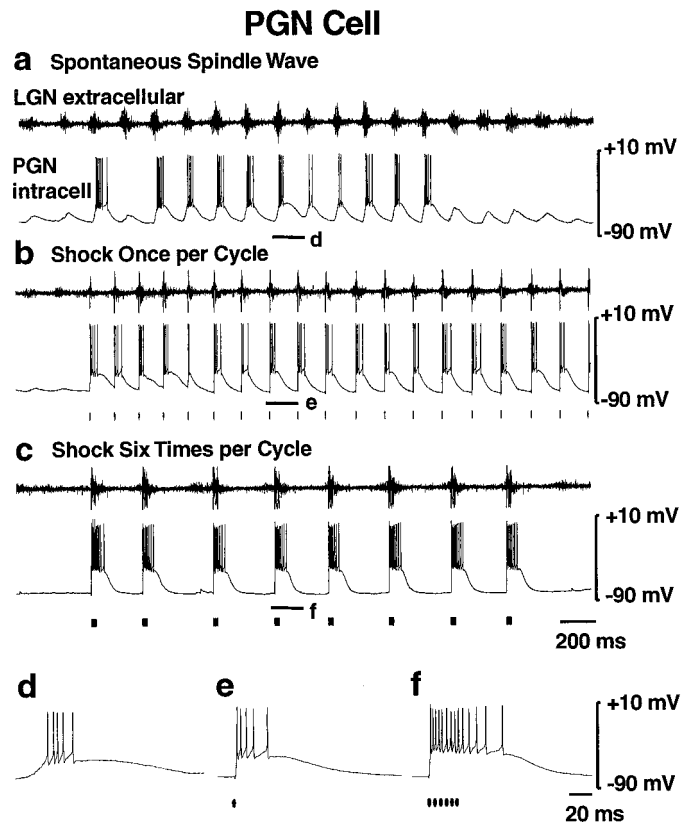 PGN Cell
a Spontaneous Spindle Wave
LGN extracellular
PGN
intracell
+10 mV
-90 mV
d
b Shock Once per Cycle
+10 mV
-90 mV
e
c Shock Six Times per Cycle
+10 mV
-90 mV
f
200 ms
d e f
+10 mV
-90 mV
20 ms